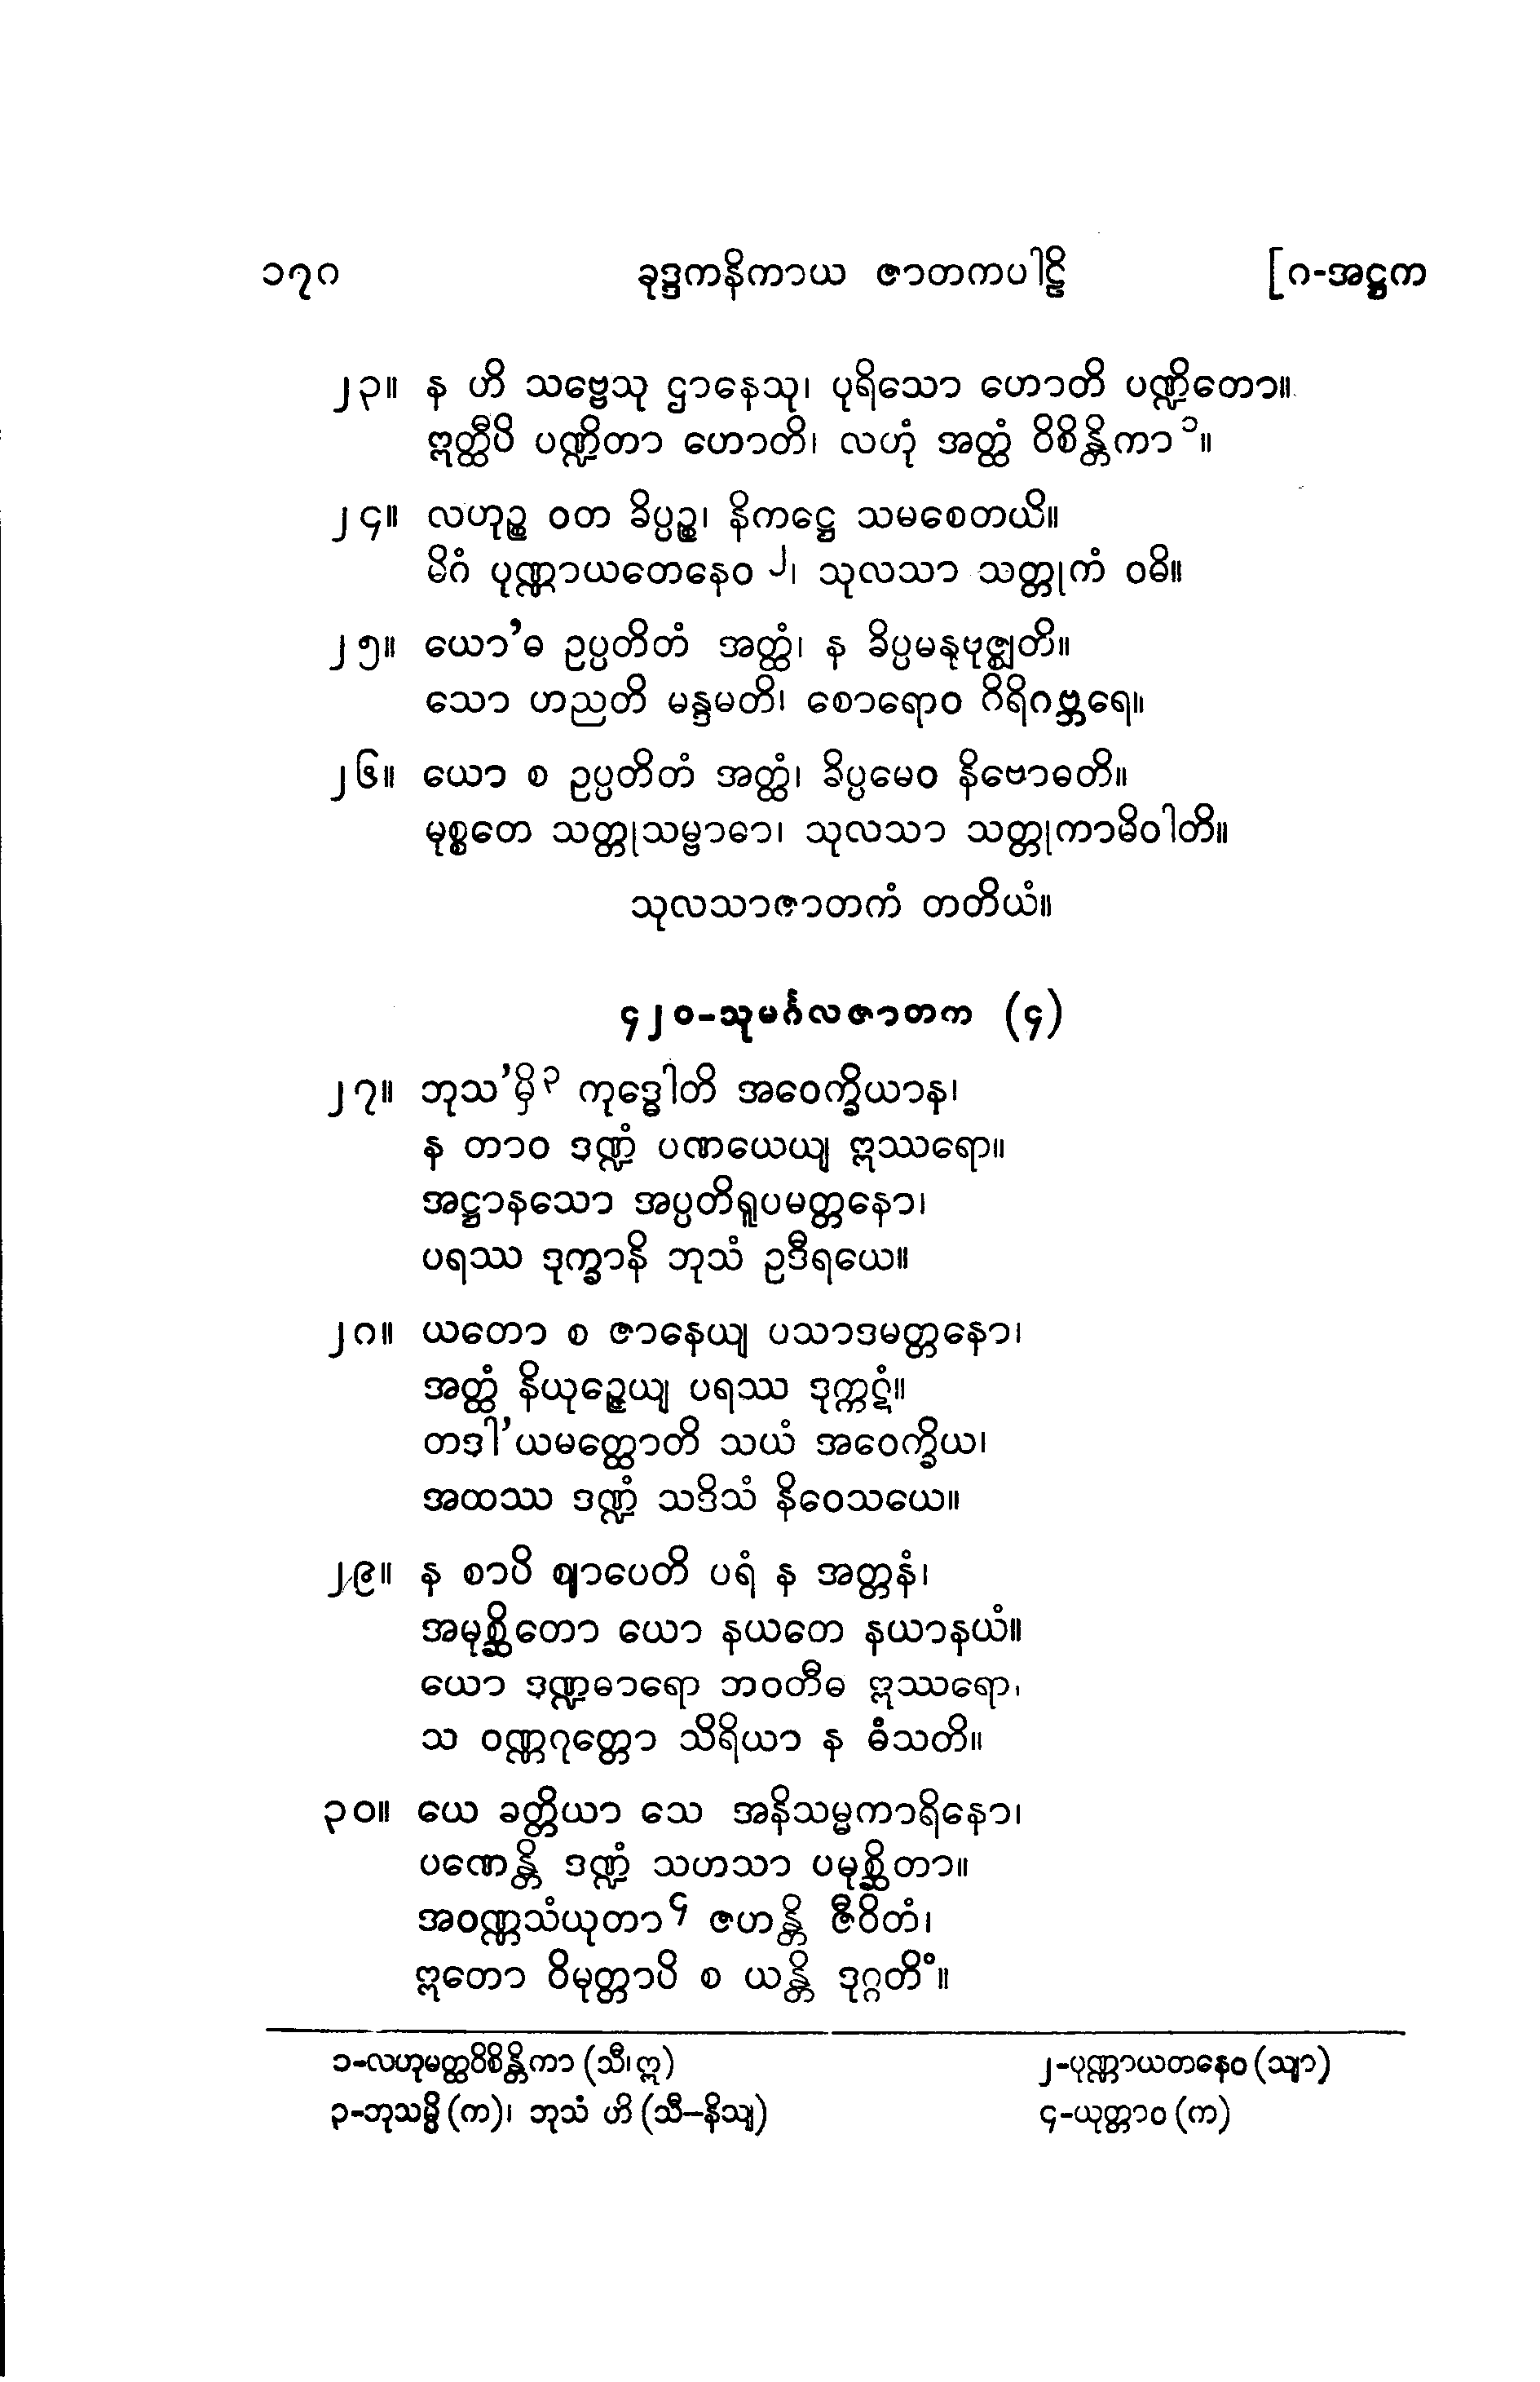 ၁၇၈ ခုဒ္ဒကနိကာယ ဇာတကပါဠိ [၈-အဋ္ဌက
၂၃။ န ဟိ သဗ္ဗေသု ဌာနေသု၊ ပုရိသော ဟောတိ ပဏ္ဍိတော။
ဣတ္ထီပိ ပဏ္ဍိတာ ဟောတိ၊ လဟုံ အတ္ထံ ဝိစိန္တိကာ ၁။
၂၄။ လဟုဉ္စ ဝတ ခိပ္ပဉ္စ၊ နိကဋ္ဌေ သမစေတယိ။
မိဂံ ပုဏ္ဏာယတေနေဝ ၂၊ သုလသာ သတ္တုကံ ဝဓိ။
၂၅။ ယော’ဓ ဥပ္ပတိတံ အတ္ထံ၊ န ခိပ္ပမနုဗုဇ္ဈတိ။
သော ဟညတိ မန္ဒမတိ၊ စောရောဝ ဂိရိဂဗ္ဘရေ။
၂၆။ ယော စ ဥပ္ပတိတံ အတ္ထံ၊ ခိပ္ပမေဝ နိဗောဓတိ။
မုစ္စတေ သတ္တုသမ္ဗာဓာ၊ သုလသာ သတ္တုကာမိဝါတိ။
သုလသာဇာတကံ တတိယံ။
၄၂၀-သုမင်္ဂလဇာတက (၄)
၂၇။ ဘုသ’မှိ ၃ ကုဒ္ဓေါတိ အဝေက္ခိယာန၊
န တာဝ ဒဏ္ဍံ ပဏယေယျ ဣဿရော။
အဋ္ဌာနသော အပ္ပတိရူပမတ္တနော၊
ပရဿ ဒုက္ခာနိ ဘုသံ ဥဒီရယေ။
၂၈။ ယတော စ ဇာနေယျ ပသာဒမတ္တနော၊
အတ္ထံ နိယုဉ္ဇေယျ ပရဿ ဒုက္ကဋံ။
တဒါ’ယမတ္ထောတိ သယံ အဝေက္ခိယ၊
အထဿ ဒဏ္ဍံ သဒိသံ နိဝေသယေ။
၂၉။ န စာပိ ဈာပေတိ ပရံ န အတ္တနံ၊
အမုစ္ဆိတော ယော နယတေ နယာနယံ။
ယော ဒဏ္ဍဓာရော ဘဝတီဓ ဣဿရော၊
သ ဝဏ္ဏဂုတ္တော သိရိယာ န ဓံသတိ။
၃၀။ ယေ ခတ္တိယာ သေ အနိသမ္မကာရိနော၊
ပဏေန္တိ ဒဏ္ဍံ သဟသာ ပမုစ္ဆိတာ။
အဝဏ္ဏသံယုတာ ၄ ဇဟန္တိ ဇီဝိတံ၊
ဣတော ဝိမုတ္တာပိ စ ယန္တိ ဒုဂ္ဂတိံ။
၁-လဟုမတ္ထဝိစိန္တိကာ (သီ၊ ဣ) ၂-ပုဏ္ဏာယတနေဝ (သျာ)
၃-ဘုသမ္ပိ (က)၊ ဘုသံ ဟိ (သီ–နိသျ) ၄-ယုတ္တာဝ (က)